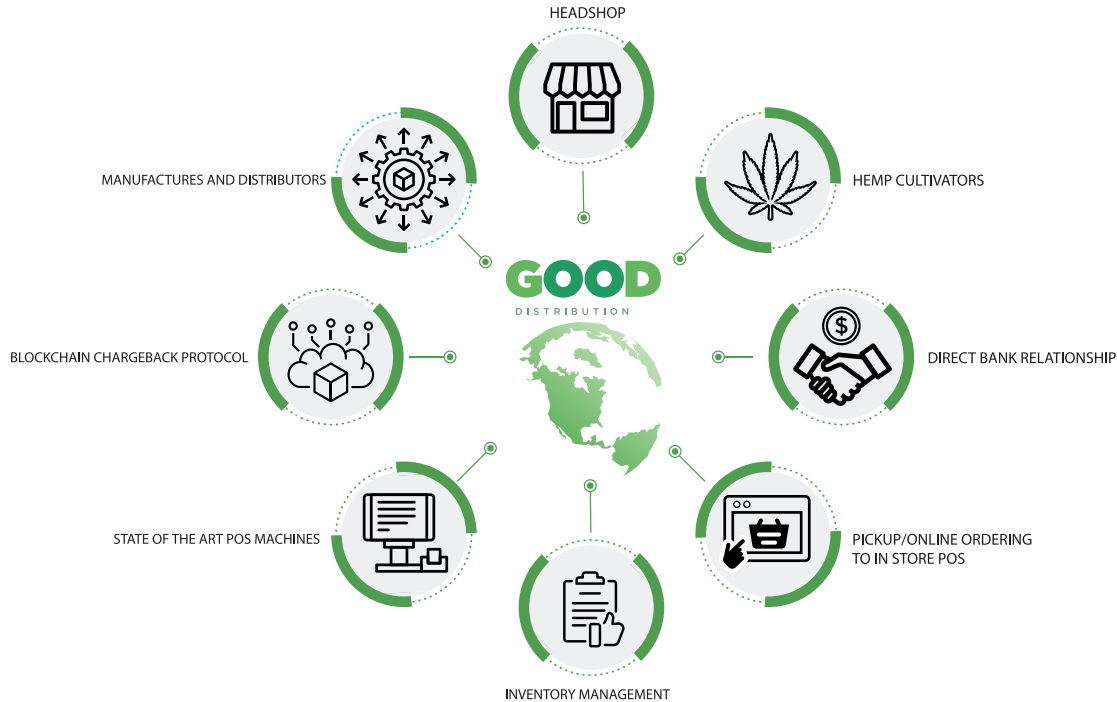 HEADSHOP
MANUFACTURES AND DISTRIBUTORS
HEMP CULTIVATORS
GOOD
DISTRIBUTION
BLOCKCHAIN CHARGEBACK PROTOCOL
$
DIRECT BANK RELATIONSHIP
STATE OF THE ART POS MACHINES
PICKUP/ONLINE ORDERING
TO IN STORE POS
INVENTORY MANAGEMENT